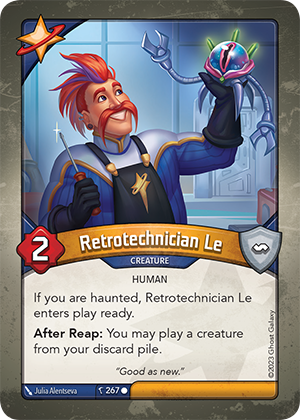 Retrotechnician Le
2
CREATURE
HUMAN
If you are haunted, Retrotechnician Le
enters play ready.
After Reap: You may play a creature
from your discard pile.
"Good as new."
Julia Alentseva
267
©2023 Ghost Galaxy